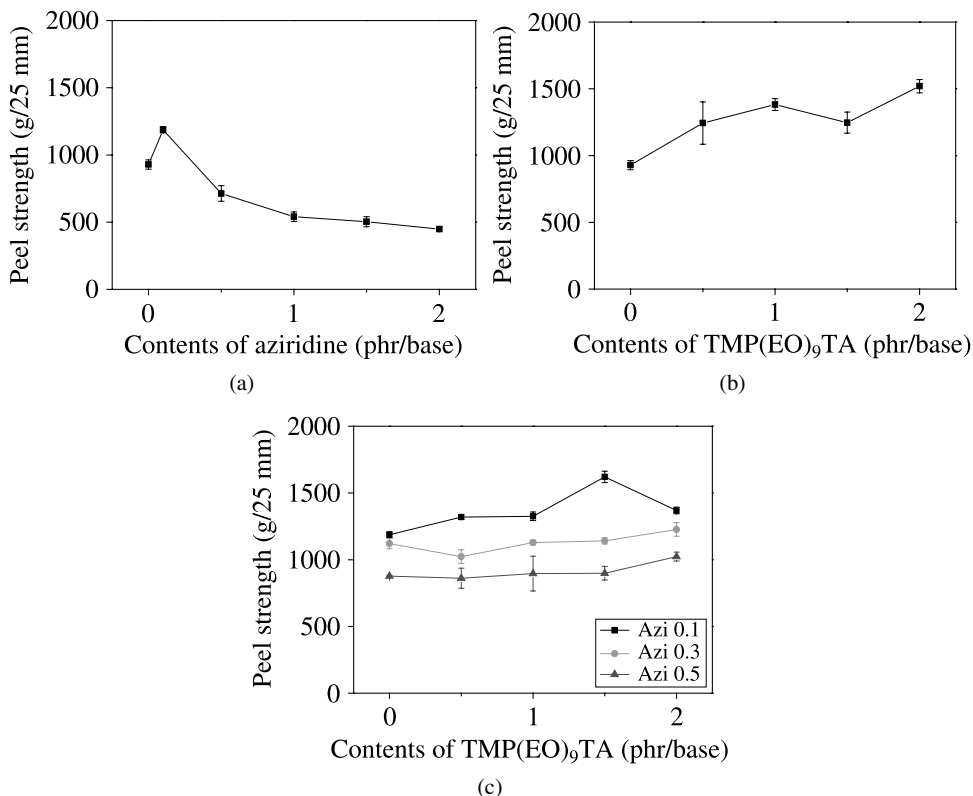 2000
1500
1000
500
0
Peel strength (g/25 mm)
0 1 2
Contents of aziridine (phr/base)
(a)
2000
1500
1000
500
0
Peel strength (g/25 mm)
0 1 2
Contents of TMP(EO)₉TA (phr/base)
(b)
2000
1500
1000
500
0
Peel strength (g/25 mm)
Azi 0.1
Azi 0.3
Azi 0.5
0 1 2
Contents of TMP(EO)₉TA (phr/base)
(c)